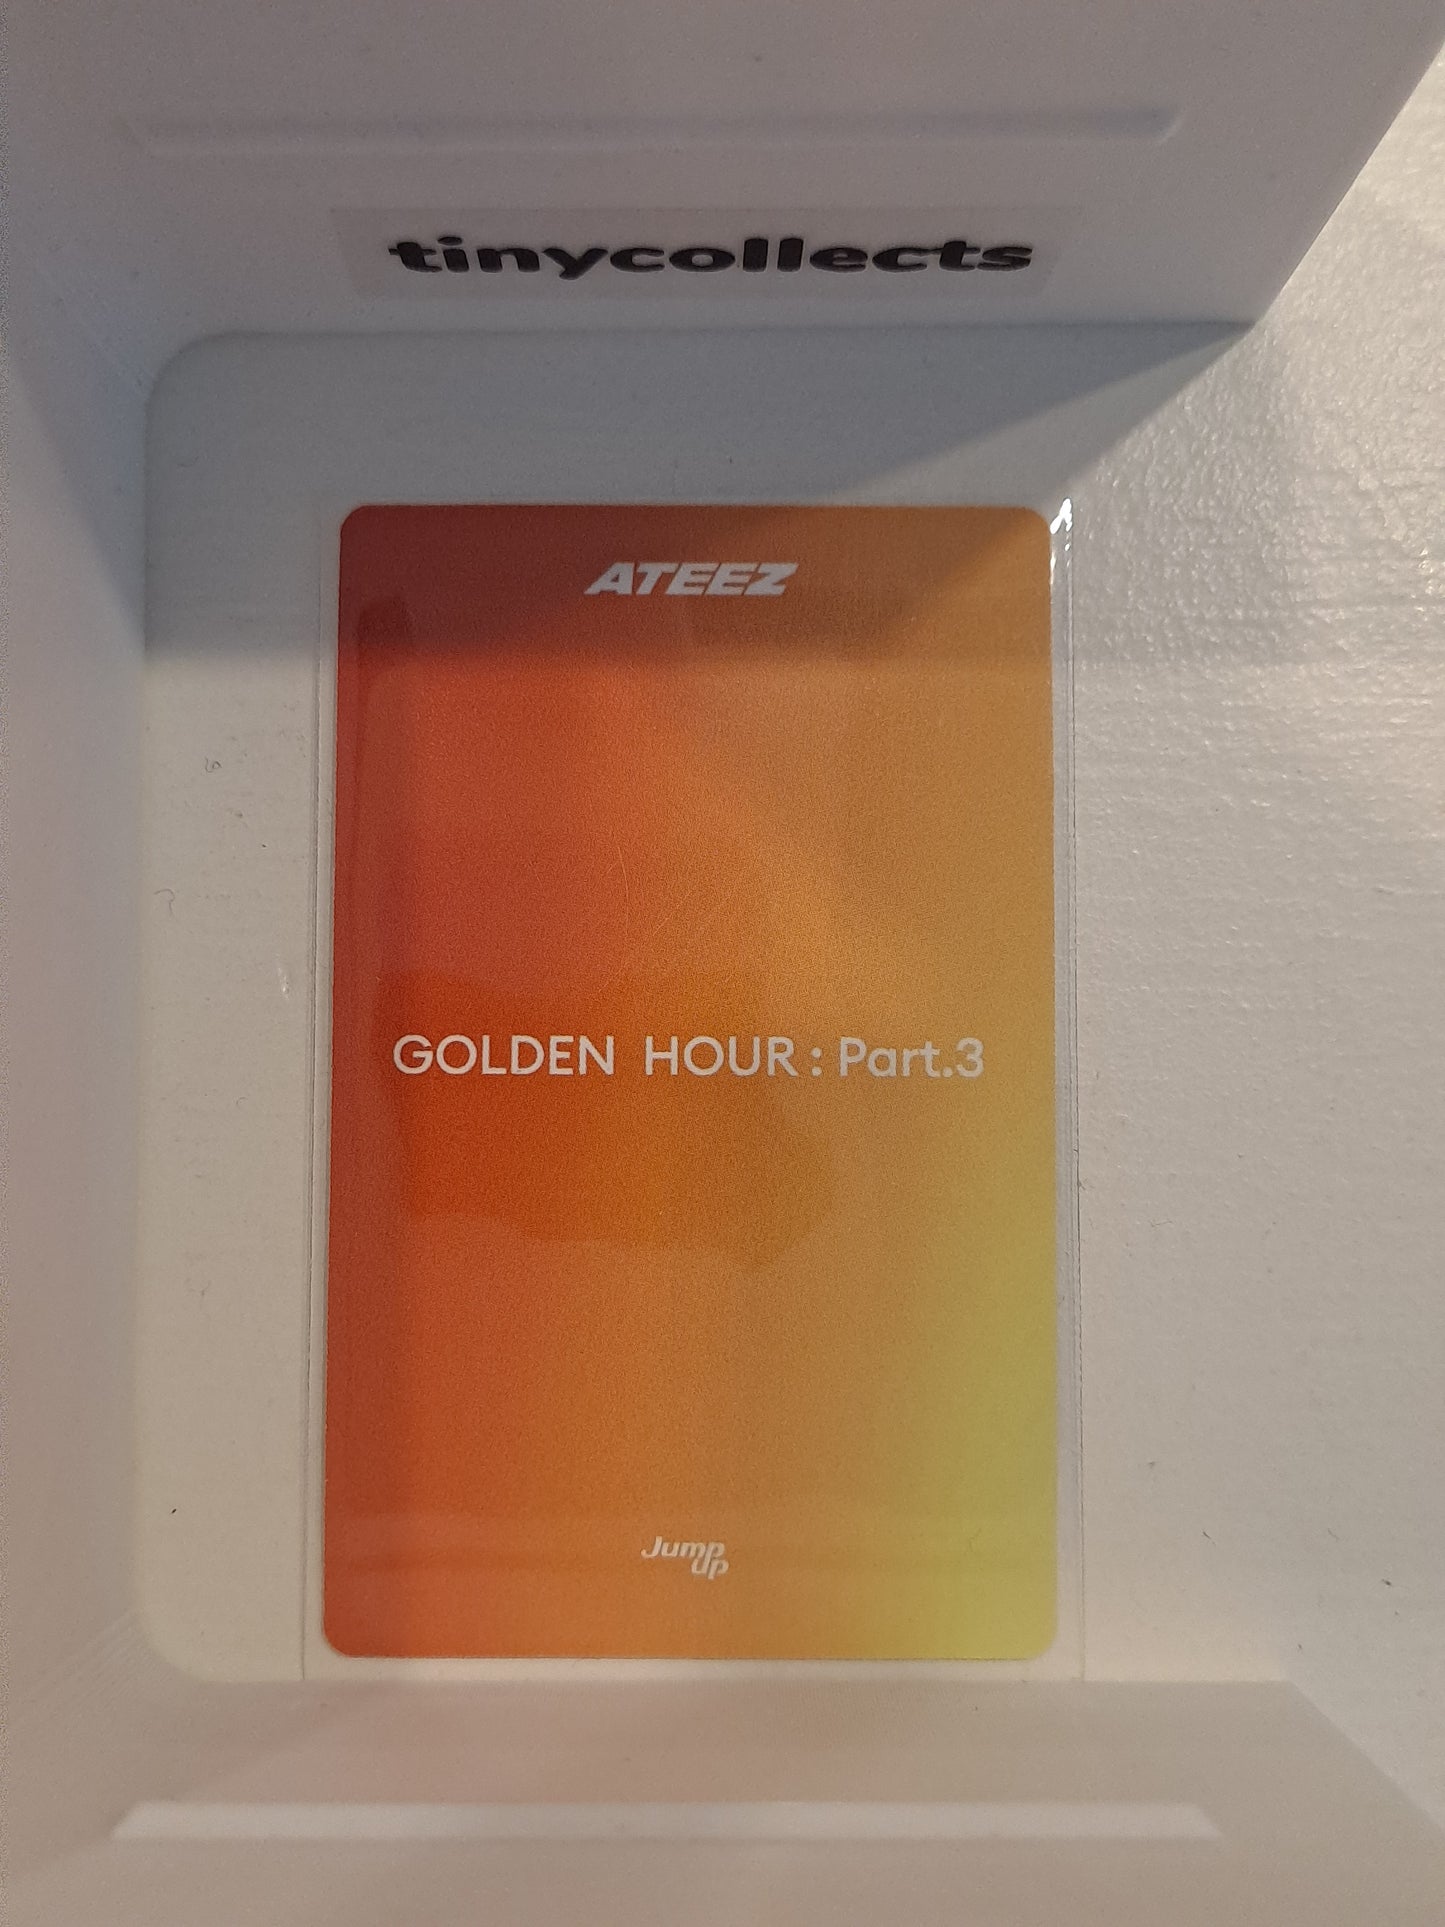 tinycollects
ATEEZ
GOLDEN HOUR : Part.3
Jump
up